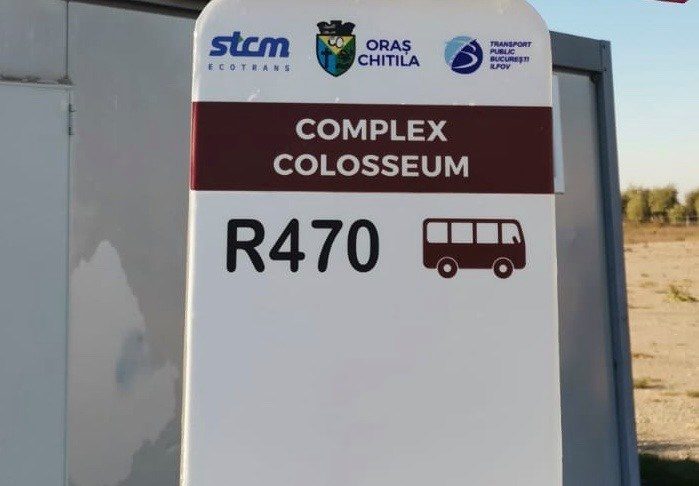 stcm
ECOTRANS
ORAȘ
CHITILA
TRANSPORT
PUBLIC
BUCUREȘTI
ILFOV
COMPLEX
COLOSSEUM
R470